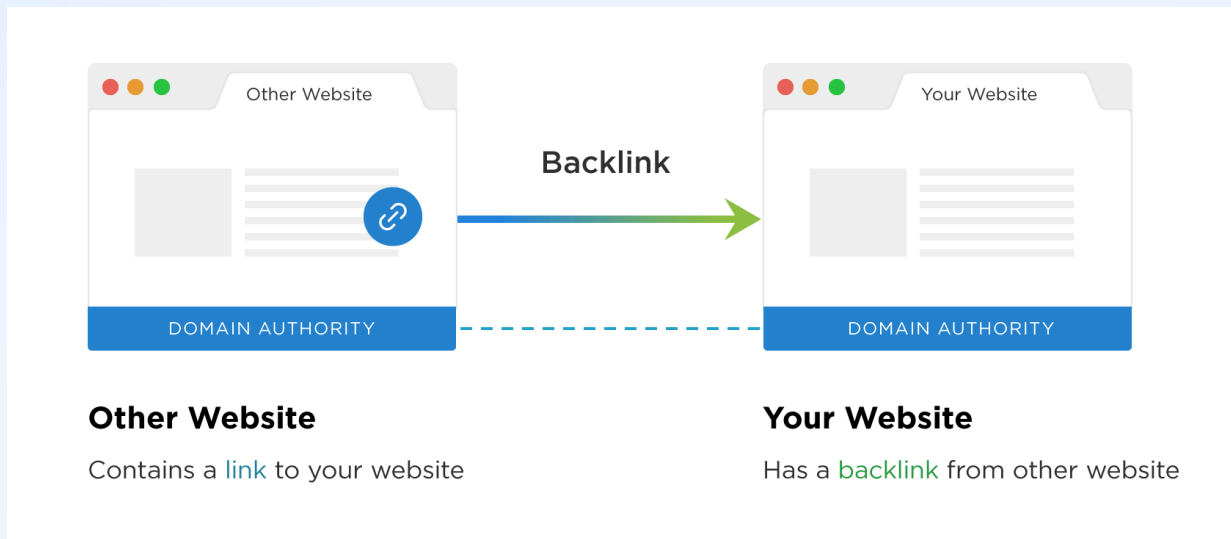 Other Website
Your Website
Backlink
DOMAIN AUTHORITY
DOMAIN AUTHORITY
Other Website
Contains a link to your website
Your Website
Has a backlink from other website